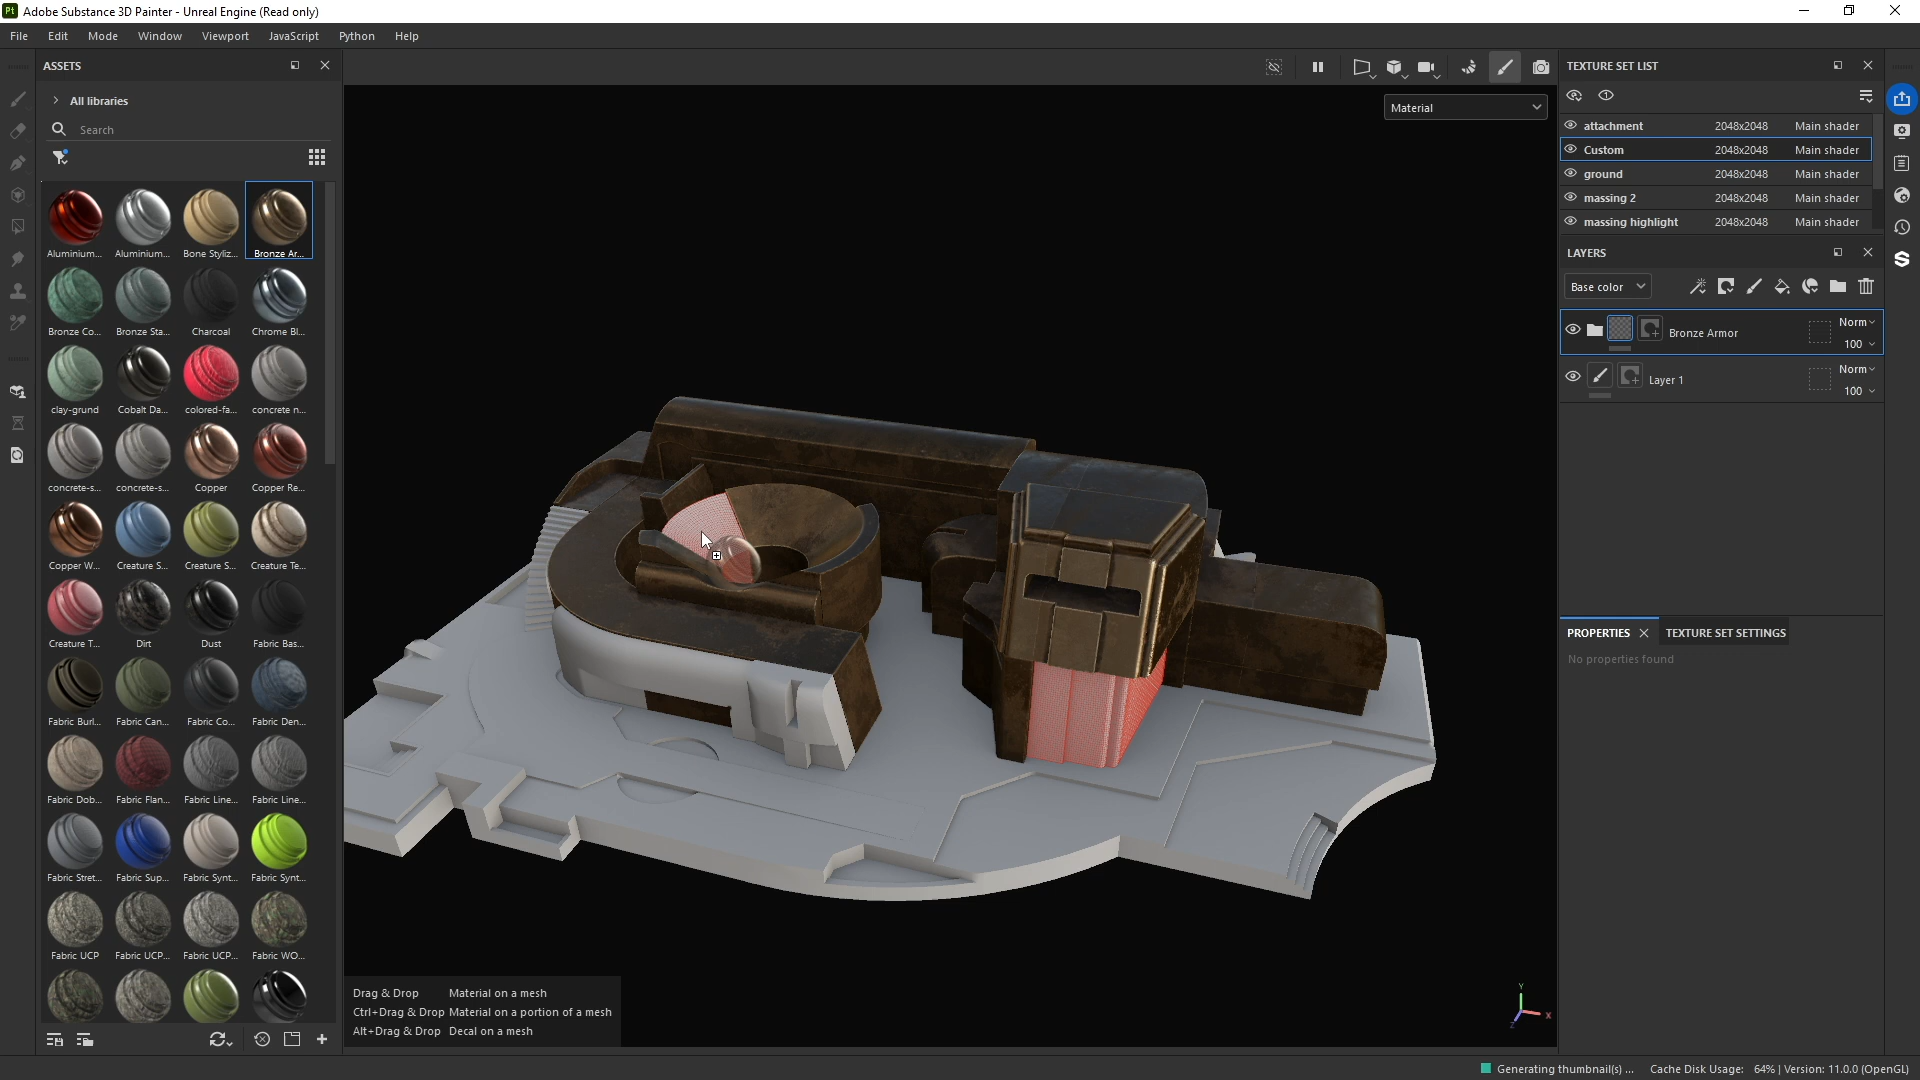 Pt Adobe Substance 3D Painter - Unreal Engine (Read only)
File Edit Mode Window Viewport JavaScript Python Help
ASSETS
All libraries
Search
Aluminium... Aluminium... Bone Styliz... Bronze Ar...
Bronze Co... Bronze Sta... Charcoal Chrome Bl...
clay-grund Cobalt Da... colored-fa... concrete n...
concrete-s... concrete-s... Copper Copper Re...
Copper W... Creature S... Creature S... Creature Te...
Creature T... Dirt Dust Fabric Bas...
Fabric Burl... Fabric Can... Fabric Co... Fabric Den...
Fabric Dob... Fabric Flan... Fabric Line... Fabric Line...
Fabric Stret... Fabric Sup... Fabric Synt... Fabric Synt...
Fabric UCP Fabric UCP... Fabric UCP... Fabric WO...
Material
Drag & Drop Material on a mesh
Ctrl+Drag & Drop Material on a portion of a mesh
Alt+Drag & Drop Decal on a mesh
Y
X
Z
TEXTURE SET LIST
attachment 2048x2048 Main shader
Custom 2048x2048 Main shader
ground 2048x2048 Main shader
massing 2 2048x2048 Main shader
massing highlight 2048x2048 Main shader
LAYERS
Base color
Bronze Armor Norm
100
Layer 1 Norm
100
PROPERTIES TEXTURE SET SETTINGS
No properties found
Generating thumbnail(s) ... Cache Disk Usage: 64% | Version: 11.0.0 (OpenGL)